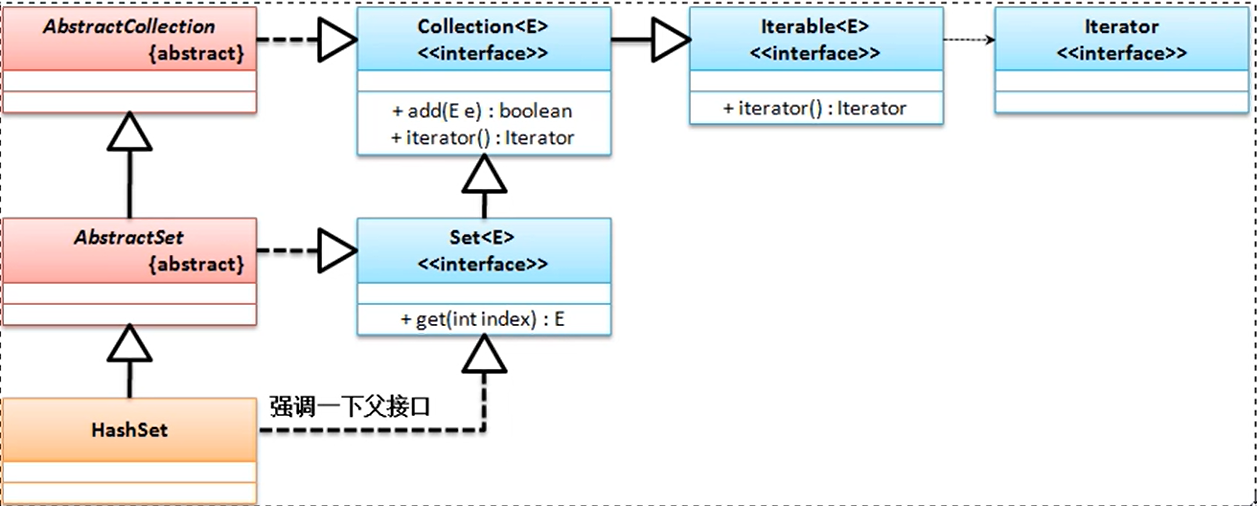 AbstractCollection
{abstract}
Collection<E>
<<interface>>
+ add(E e) : boolean
+ iterator() : Iterator
Iterable<E>
<<interface>>
+ iterator() : Iterator
Iterator
<<interface>>
AbstractSet
{abstract}
Set<E>
<<interface>>
+ get(int index) : E
HashSet
强调一下父接口